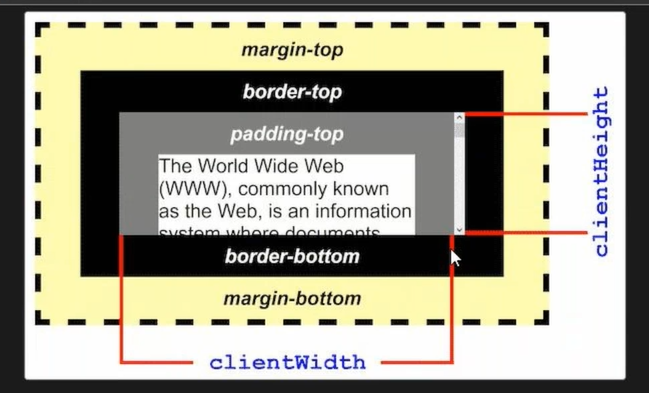 margin-top
border-top
padding-top
The World Wide Web
(WWW), commonly known
as the Web, is an information
system where documents
border-bottom
margin-bottom
clientWidth
clientHeight